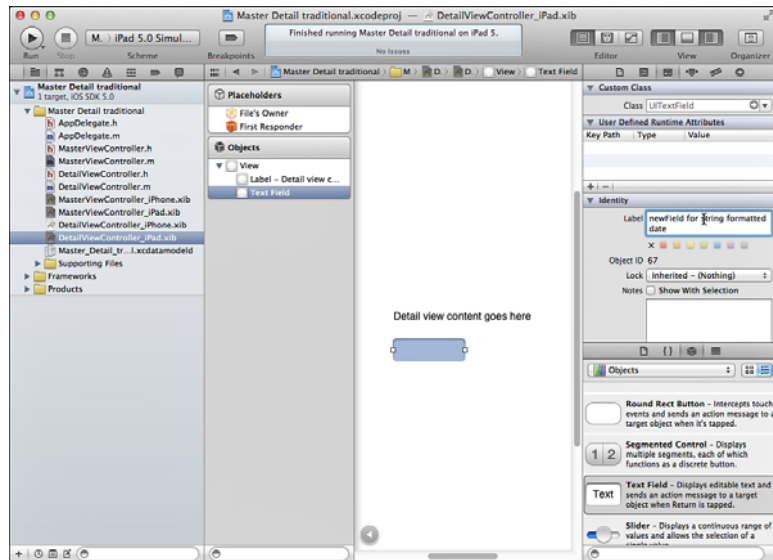 Master Detail traditional.xcodeproj — DetailViewController_iPad.xib
Run
Stop
M... › iPad 5.0 Simul...
Scheme
Breakpoints
Finished running Master Detail traditional on iPad 5.
No Issues
Editor
View
Organizer
Master Detail traditional
M...
D...
D...
View
Text Field
Master Detail traditional
1 target, iOS SDK 5.0
Master Detail traditional
AppDelegate.h
AppDelegate.m
MasterViewController.h
MasterViewController.m
DetailViewController.h
DetailViewController.m
MasterViewController_iPhone.xib
MasterViewController_iPad.xib
DetailViewController_iPhone.xib
DetailViewController_iPad.xib
Master_Detail_tr...l.xcdatamodeld
Supporting Files
Frameworks
Products
Placeholders
File's Owner
First Responder
Objects
View
Label – Detail view c...
Text Field
Detail view content goes here
Custom Class
Class UITextField
User Defined Runtime Attributes
Key Path Type Value
Identity
Label newField for string formatted
date
Object ID 67
Lock Inherited – (Nothing)
Notes Show With Selection
Objects
Round Rect Button – Intercepts touch
events and sends an action message to a
target object when it's tapped.
1 2
Segmented Control – Displays
multiple segments, each of which
functions as a discrete button.
Text
Text Field – Displays editable text and
sends an action message to a target
object when Return is tapped.
Slider – Displays a continuous range of
values and allows the selection of a
single value